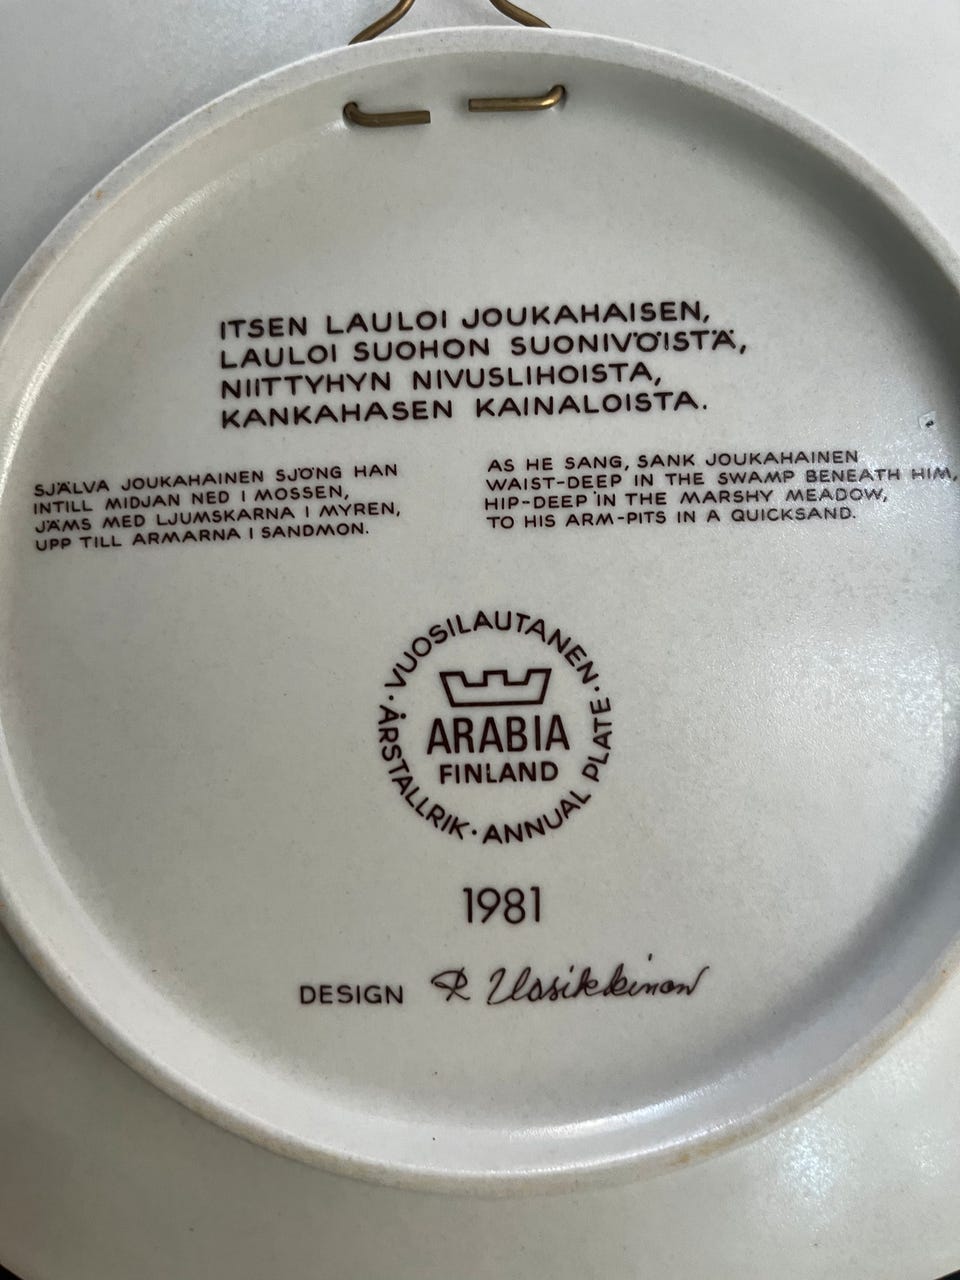 ITSEN LAULOI JOUKAHAISEN,
LAULOI SUOHON SUONIVÖISTÄ,
NIITTYHYN NIVUSLIHOISTA,
KANKAHASEN KAINALOISTA.
SJÄLVA JOUKAHAINEN SJÖNG HAN
INTILL MIDJAN NED I MOSSEN,
JÄMS MED LJUMSKARNA I MYREN,
UPP TILL ARMARNA I SANDMON.
AS HE SANG, SANK JOUKAHAINEN
WAIST-DEEP IN THE SWAMP BENEATH HIM,
HIP-DEEP IN THE MARSHY MEADOW,
TO HIS ARM-PITS IN A QUICKSAND.
· VUOSILAUTANEN ·
ARABIA
FINLAND
ÅRSTALLRIK · ANNUAL PLATE
1981
DESIGN R Uosikkinen